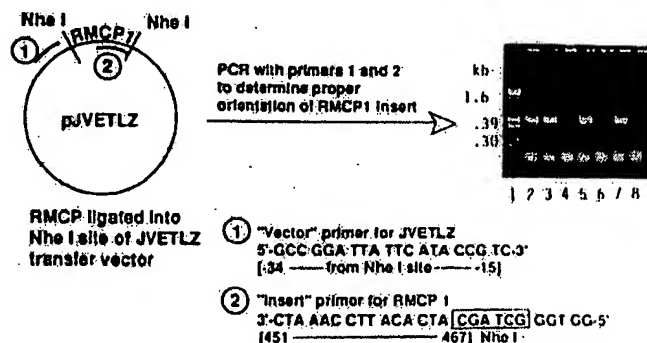 Nhe I Nhe I
RMCP1
1
2
pJVETLZ
RMCP ligated into
Nhe I site of JVETLZ
transfer vector
PCR with primers 1 and 2
to determine proper
orientation of RMCP1 insert
kb
1.6
.39
.30
1 2 3 4 5 6 7 8
1 "Vector" primer for JVETLZ
5'-GCC GGA TTA TTC ATA CCG TC-3'
[-34 ——from Nhe I site—— -15]
2 "Insert" primer for RMCP 1
3'-CTA AAC CTT ACA CTA CGA TCG GGT GG-5'
[451 —— 467] Nhe I